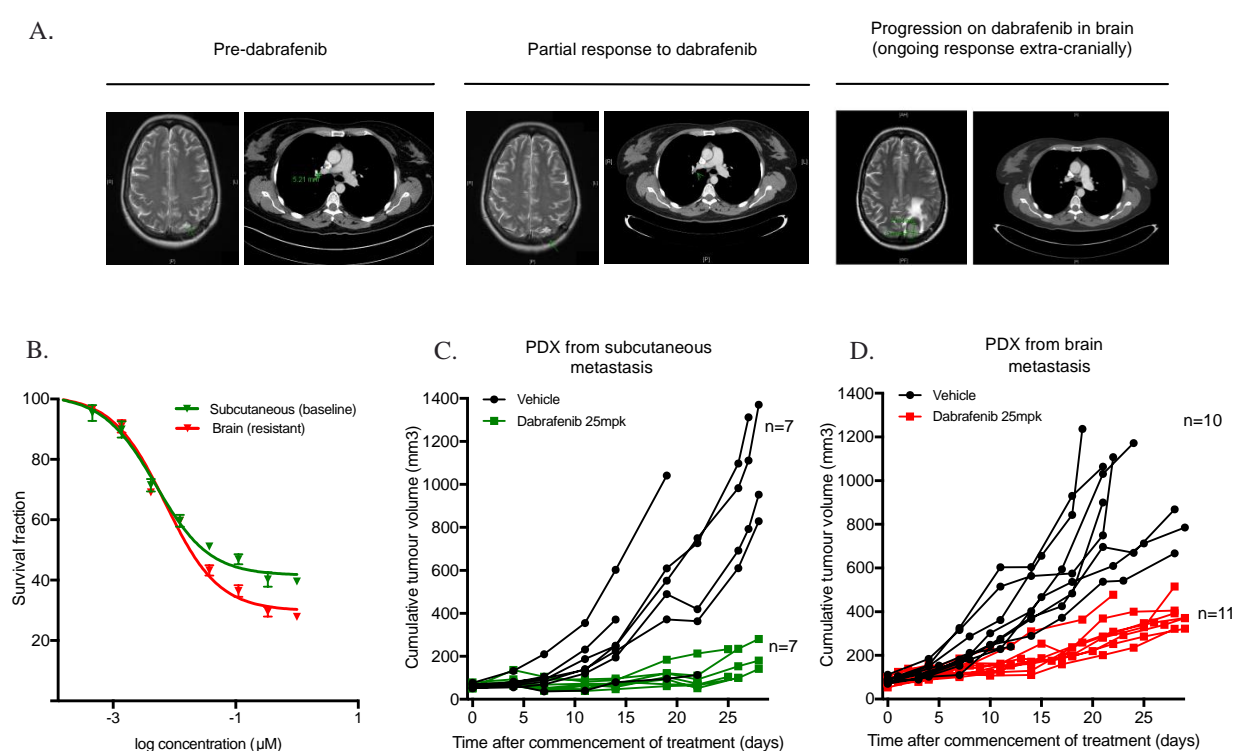 A.
Pre-dabrafenib
Partial response to dabrafenib
Progression on dabrafenib in brain
(ongoing response extra-cranially)
5.21 mm
[R]
[L]
[P]
[R]
[L]
[P]
[AH]
[PF]
B.
100
80
60
40
20
-3
-1
1
Survival fraction
log concentration (µM)
Subcutaneous (baseline)
Brain (resistant)
C.
PDX from subcutaneous
metastasis
Vehicle
Dabrafenib 25mpk
n=7
n=7
1400
1200
1000
800
600
400
200
0
0
5
10
15
20
25
Cumulative tumour volume (mm3)
Time after commencement of treatment (days)
D.
PDX from brain
metastasis
Vehicle
Dabrafenib 25mpk
n=10
n=11
1400
1200
1000
800
600
400
200
0
0
5
10
15
20
25
Cumulative tumour volume (mm3)
Time after commencement of treatment (days)